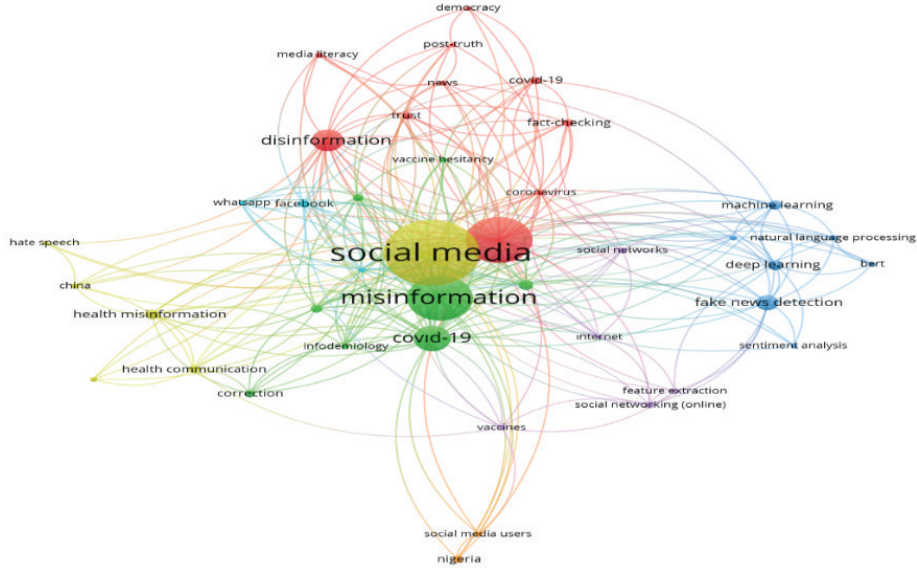 democracy
post-truth
media literacy
news
covid-19
trust
fact-checking
disinformation
vaccine hesitancy
coronavirus
whatsapp
facebook
machine learning
hate speech
social media
social networks
natural language processing
deep learning
bert
china
misinformation
fake news detection
health misinformation
covid-19
internet
infodemiology
sentiment analysis
health communication
correction
feature extraction
social networking (online)
vaccines
social media users
nigeria